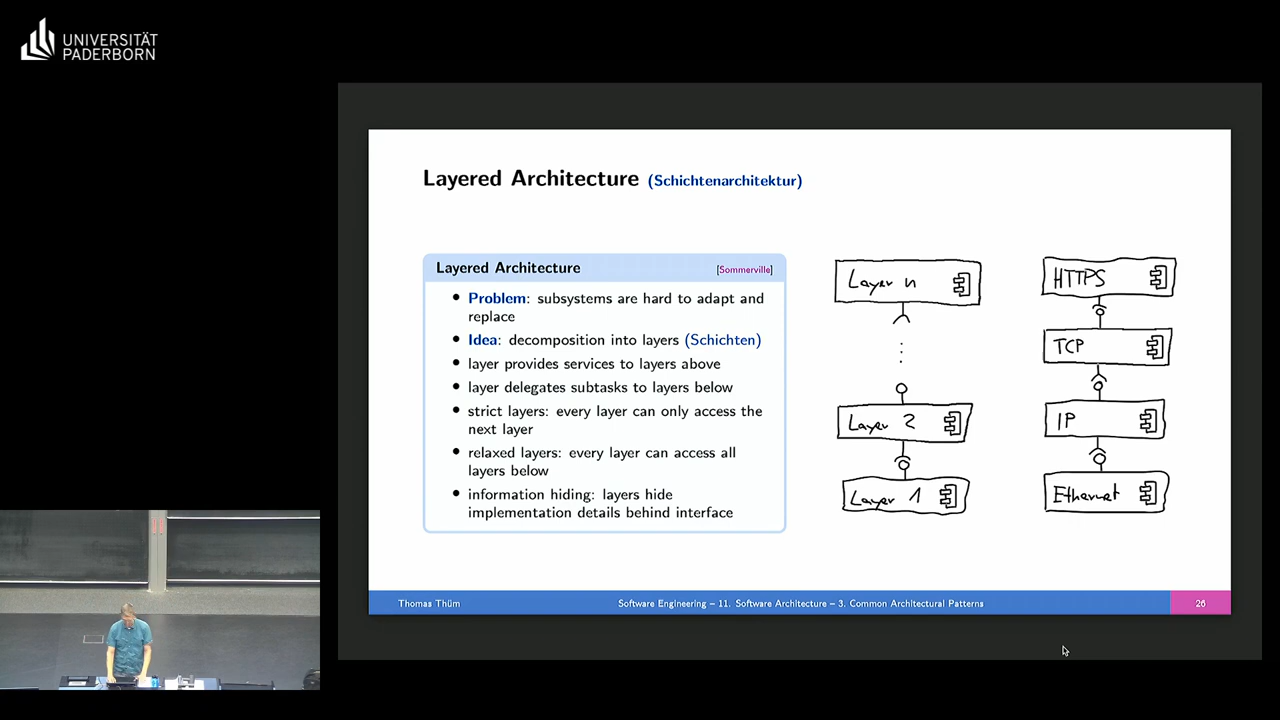 UNIVERSITÄT
PADERBORN
Layered Architecture (Schichtenarchitektur)
Layered Architecture [Sommerville]
• Problem: subsystems are hard to adapt and
replace
• Idea: decomposition into layers (Schichten)
• layer provides services to layers above
• layer delegates subtasks to layers below
• strict layers: every layer can only access the
next layer
• relaxed layers: every layer can access all
layers below
• information hiding: layers hide
implementation details behind interface
Layer n
Layer 2
Layer 1
HTTPS
TCP
IP
Ethernet
Thomas Thüm Software Engineering – 11. Software Architecture – 3. Common Architectural Patterns 26